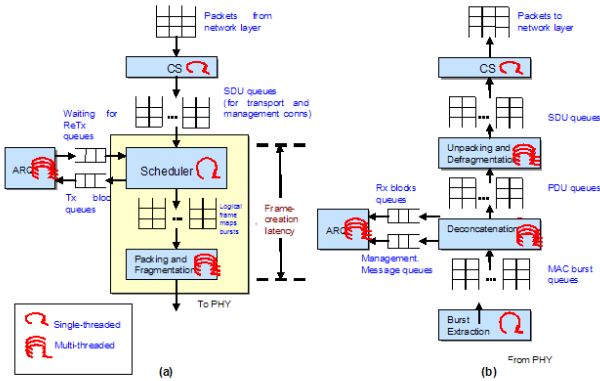 Packets from
network layer
CS
SDU queues
(for transport and
management conns)
Waiting for
ReTx
queues
ARQ
Scheduler
Tx bloc
queues
Logical
frame
maps
bursts
Frame-
creation
latency
Packing and
Fragmentation
To PHY
Single-threaded
Multi-threaded
(a)
Packets to
network layer
CS
SDU queues
Unpacking and
Defragmentation
Rx blocks
queues
PDU queues
ARQ
Deconcatenation
Management.
Message queues
MAC burst
queues
Burst
Extraction
From PHY
(b)